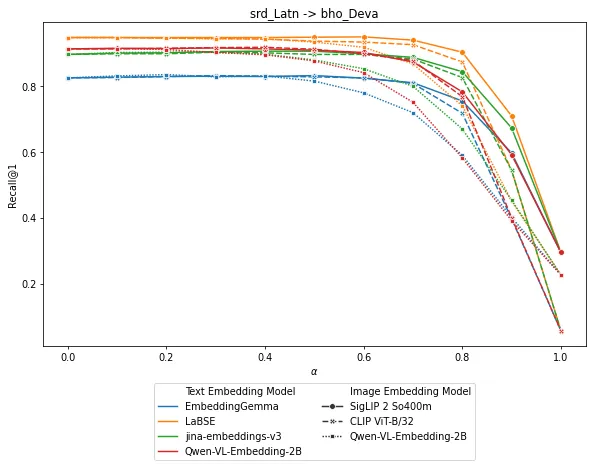 srd_Latn -> bho_Deva
Recall@1
0.8
0.6
0.4
0.2
0.0 0.2 0.4 0.6 0.8 1.0
α
Text Embedding Model Image Embedding Model
EmbeddingGemma SigLIP 2 So400m
LaBSE CLIP ViT-B/32
jina-embeddings-v3 Qwen-VL-Embedding-2B
Qwen-VL-Embedding-2B